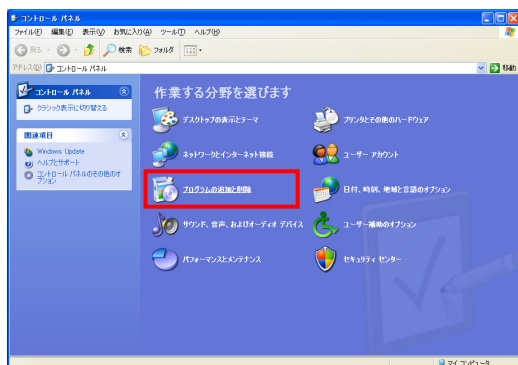 コントロール パネル
ファイル(F) 編集(E) 表示(V) お気に入り(A) ツール(T) ヘルプ(H)
戻る 検索 フォルダ
アドレス(D) コントロール パネル 移動
コントロール パネル
クラシック表示に切り替える
関連項目
Windows Update
ヘルプとサポート
コントロール パネルのその他のオプション
作業する分野を選びます
デスクトップの表示とテーマ
プリンタとその他のハードウェア
ネットワークとインターネット接続
ユーザー アカウント
プログラムの追加と削除
日付、時刻、地域と言語のオプション
サウンド、音声、およびオーディオ デバイス
ユーザー補助のオプション
パフォーマンスとメンテナンス
セキュリティ センター
マイ コンピュータ